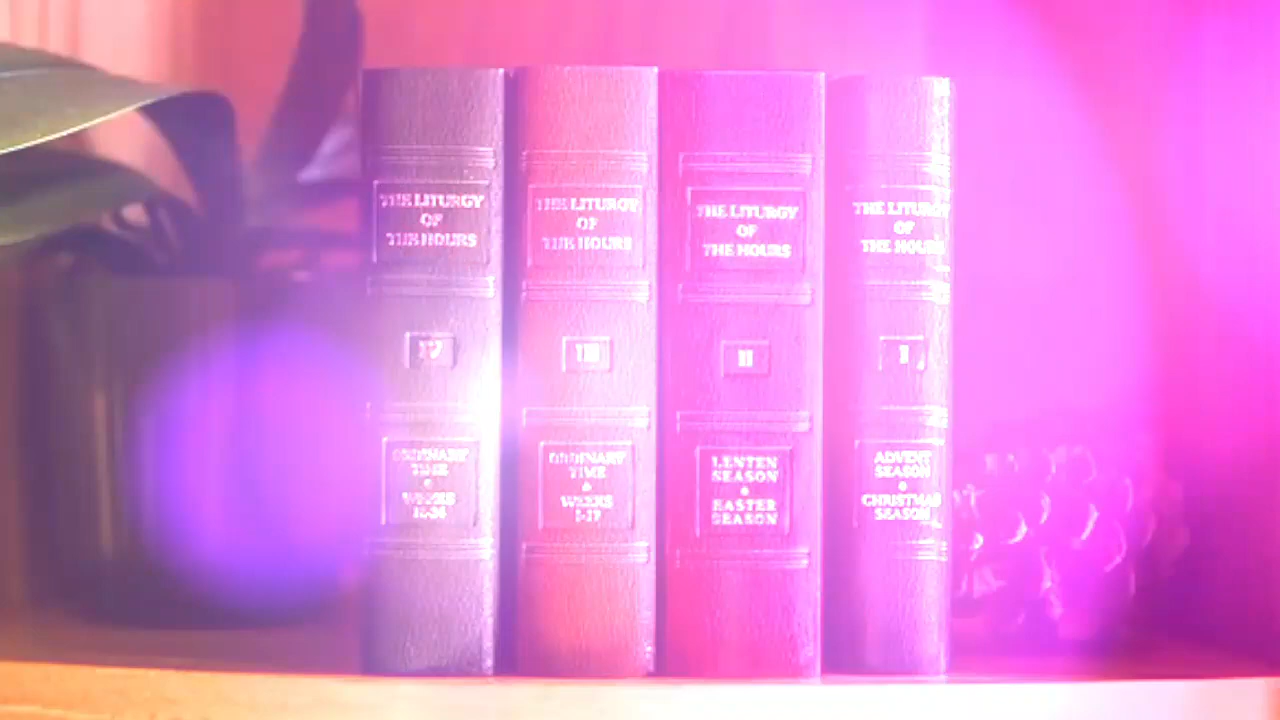 THE LITURGY
OF
THE HOURS
IV
ORDINARY
TIME
WEEKS
THE LITURGY
OF
THE HOURS
III
ORDINARY
TIME
WEEKS
THE LITURGY
OF
THE HOURS
II
LENTEN
SEASON
EASTER
SEASON
THE LITURGY
OF
THE HOURS
I
ADVENT
SEASON
CHRISTMAS
SEASON